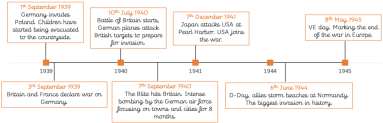 1st September 1939
Germany invades
Poland. Children have
started being evacuated
to the countryside.
10th July 1940
Battle of Britain starts,
German planes attack
British targets to prepare
for invasion.
7th December 1941
Japan attacks USA at
Pearl Harbour. USA joins
the war.
8th May 1945
VE day. Marking the end
of the war in Europe.
1939
1940
1941
1944
1945
3rd September 1939
Britain and France declare war on
Germany.
7th September 1940
The Blitz hits Britain. Intense
bombing by the German air force
focusing on towns and cities for 8
months.
6th June 1944
D-Day, allies storm beaches at Normandy.
The biggest invasion in history.